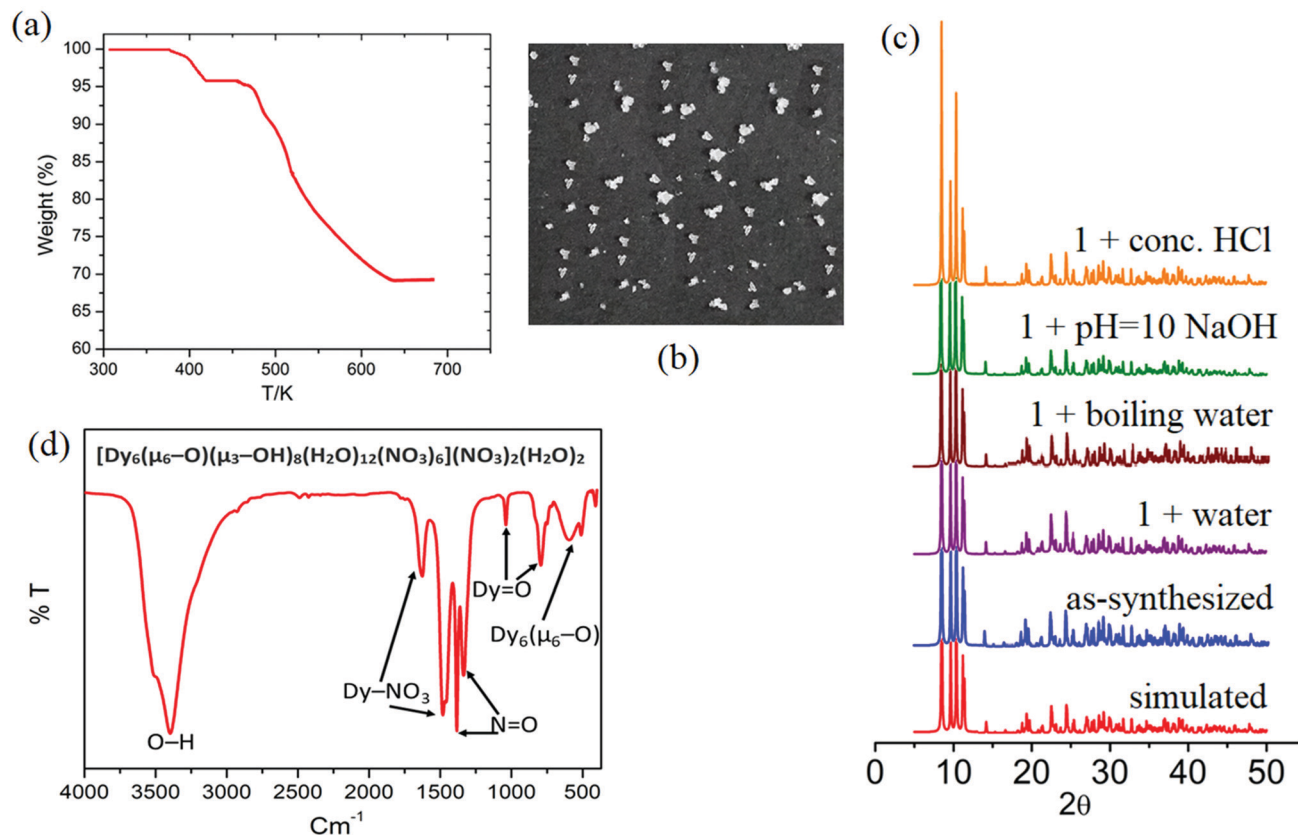 (a)
100
95
90
85
80
75
70
65
60
Weight (%)
300 400 500 600 700
T/K
(b)
(c)
1 + conc. HCl
1 + pH=10 NaOH
1 + boiling water
1 + water
as-synthesized
simulated
0 10 20 30 40 50
2θ
(d)
[Dy₆(μ₆–O)(μ₃–OH)₈(H₂O)₁₂(NO₃)₆](NO₃)₂(H₂O)₂
% T
O–H
Dy–NO₃
N=O
Dy=O
Dy₆(μ₆–O)
4000 3500 3000 2500 2000 1500 1000 500
Cm⁻¹